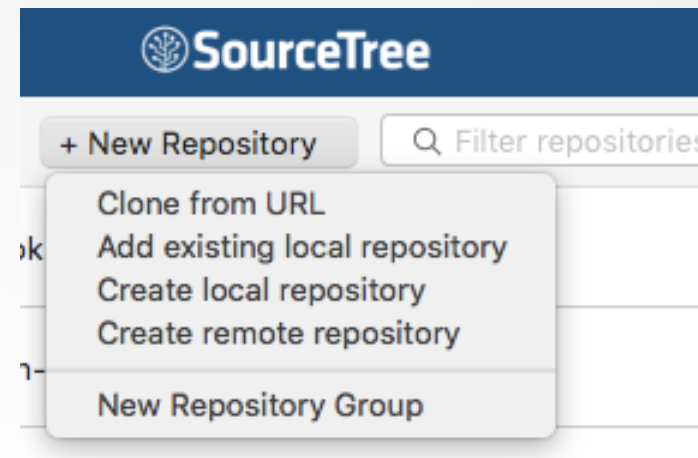 SourceTree
+ New Repository
Filter repositories
Clone from URL
Add existing local repository
Create local repository
Create remote repository
New Repository Group